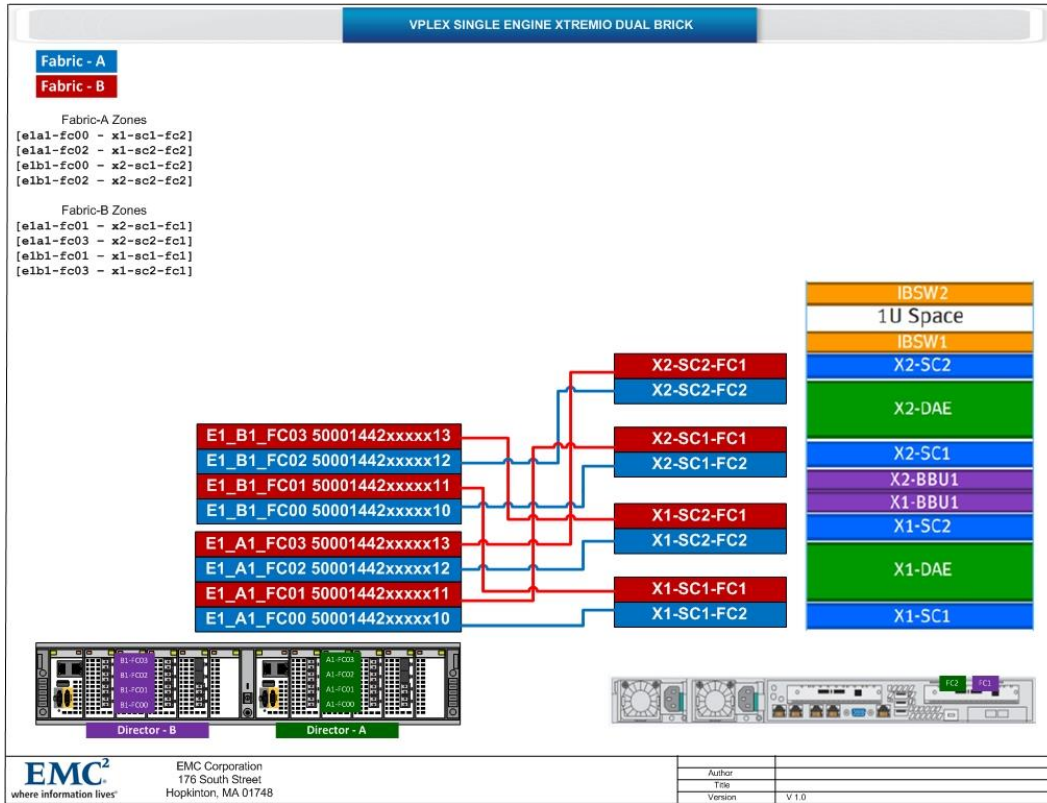 VPLEX SINGLE ENGINE XTREMIO DUAL BRICK
Fabric - A
Fabric - B
Fabric-A Zones
[e1a1-fc00 – x1-sc1-fc2]
[e1a1-fc02 – x1-sc2-fc2]
[e1b1-fc00 – x2-sc1-fc2]
[e1b1-fc02 – x2-sc2-fc2]
Fabric-B Zones
[e1a1-fc01 – x2-sc1-fc1]
[e1a1-fc03 – x2-sc2-fc1]
[e1b1-fc01 – x1-sc1-fc1]
[e1b1-fc03 – x1-sc2-fc1]
E1_B1_FC03 50001442xxxxx13
E1_B1_FC02 50001442xxxxx12
E1_B1_FC01 50001442xxxxx11
E1_B1_FC00 50001442xxxxx10
E1_A1_FC03 50001442xxxxx13
E1_A1_FC02 50001442xxxxx12
E1_A1_FC01 50001442xxxxx11
E1_A1_FC00 50001442xxxxx10
X2-SC2-FC1
X2-SC2-FC2
X2-SC1-FC1
X2-SC1-FC2
X1-SC2-FC1
X1-SC2-FC2
X1-SC1-FC1
X1-SC1-FC2
IBSW2
1U Space
IBSW1
X2-SC2
X2-DAE
X2-SC1
X2-BBU1
X1-BBU1
X1-SC2
X1-DAE
X1-SC1
B1-FC03
B1-FC02
B1-FC01
B1-FC00
A1-FC03
A1-FC02
A1-FC01
A1-FC00
Director - B
Director - A
FC2
FC1
EMC²
where information lives®
EMC Corporation
176 South Street
Hopkinton, MA 01748
Author
Title
Version V 1.0